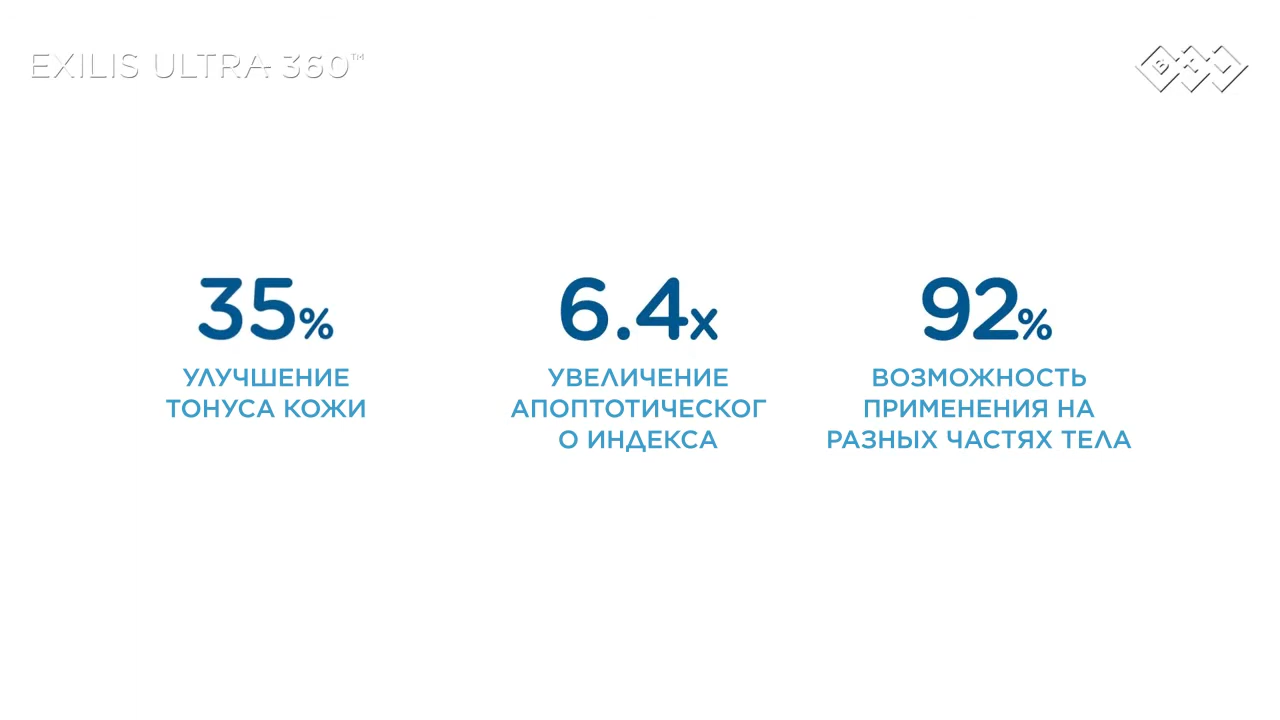 EXILIS ULTRA 360™
BTL
35%
УЛУЧШЕНИЕ
ТОНУСА КОЖИ
6.4x
УВЕЛИЧЕНИЕ
АПОПТОТИЧЕСКОГ
О ИНДЕКСА
92%
ВОЗМОЖНОСТЬ
ПРИМЕНЕНИЯ НА
РАЗНЫХ ЧАСТЯХ ТЕЛА